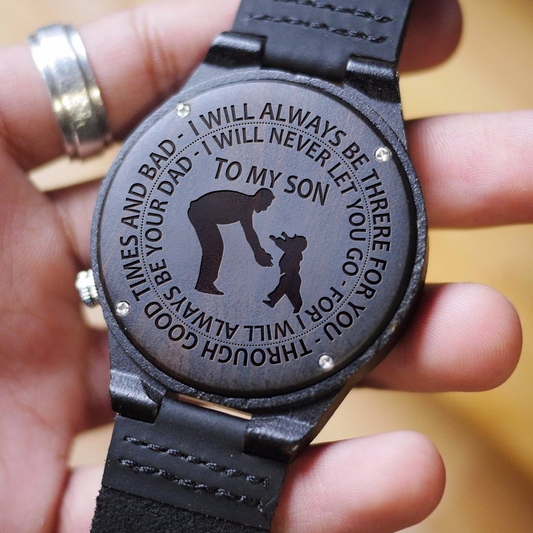 I WILL ALWAYS BE THRERE FOR YOU - THROUGH GOOD TIMES AND BAD -
I WILL NEVER LET YOU GO - FOR I WILL ALWAYS BE YOUR DAD -
TO MY SON